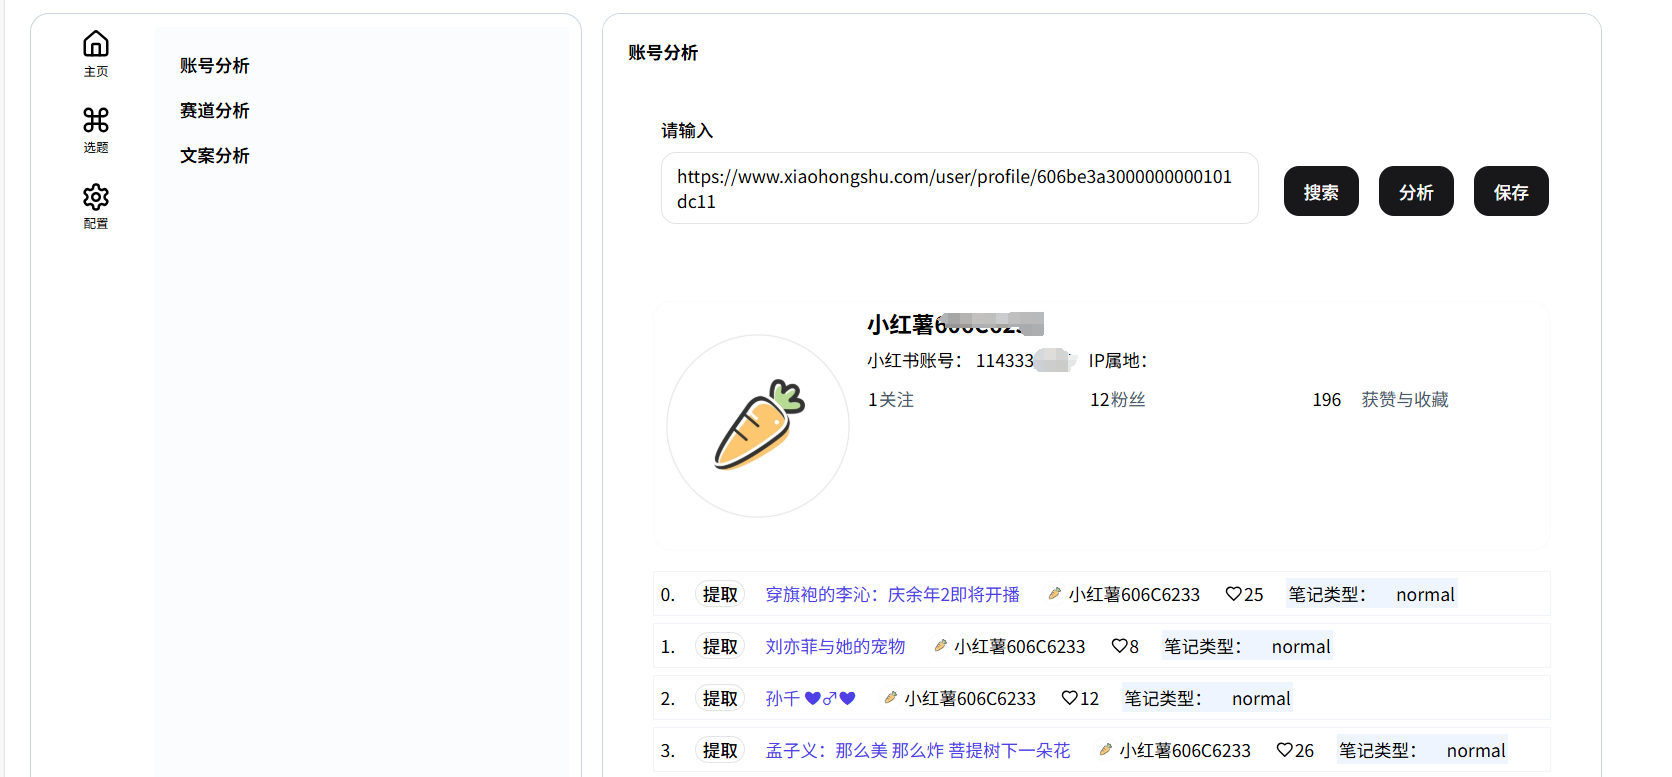 主页
选题
配置
账号分析
赛道分析
文案分析
账号分析
请输入
https://www.xiaohongshu.com/user/profile/606be3a3000000000101
dc11
搜索 分析 保存
小红薯
小红书账号： 114333 IP属地：
1关注 12粉丝 196 获赞与收藏
0. 提取 穿旗袍的李沁：庆余年2即将开播 小红薯606C6233 25 笔记类型： normal
1. 提取 刘亦菲与她的宠物 小红薯606C6233 8 笔记类型： normal
2. 提取 孙千💜♂💜 小红薯606C6233 12 笔记类型： normal
3. 提取 孟子义：那么美 那么炸 菩提树下一朵花 小红薯606C6233 26 笔记类型： normal